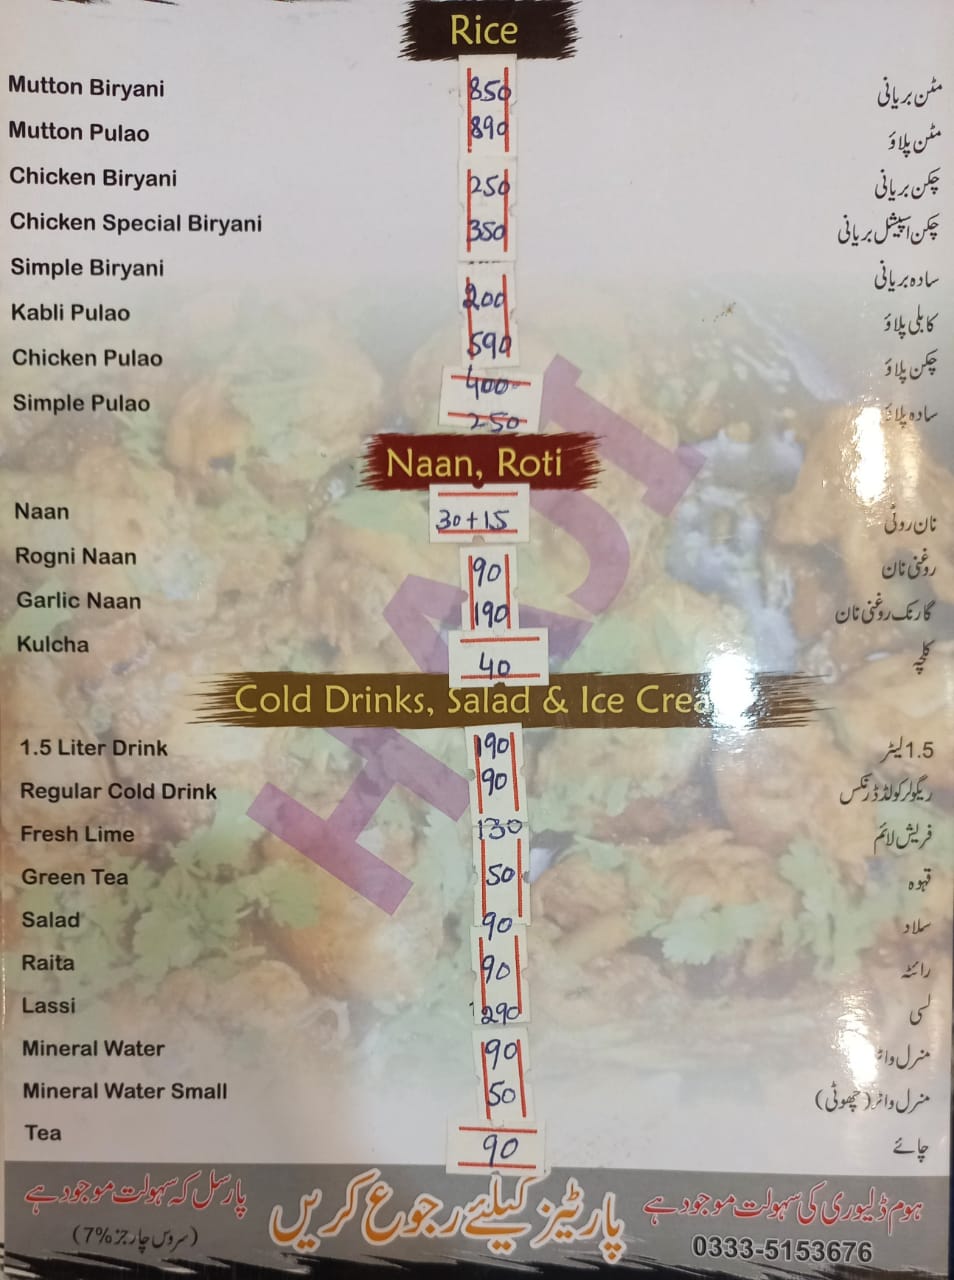 Rice
Mutton Biryani 850 مٹن بریانی
Mutton Pulao 890 مٹن پلاؤ
Chicken Biryani 250 چکن بریانی
Chicken Special Biryani 350 چکن اسپیشل بریانی
Simple Biryani 200 سادہ بریانی
Kabli Pulao 590 کابلی پلاؤ
Chicken Pulao 400 چکن پلاؤ
Simple Pulao 250 سادہ پلاؤ
Naan, Roti
Naan 30+15 نان روٹی
Rogni Naan 90 روغنی نان
Garlic Naan 190 گارلک روغنی نان
Kulcha 40 کلچہ
Cold Drinks, Salad & Ice Crea
1.5 Liter Drink 190 1.5 لیٹر
Regular Cold Drink 90 ریگولر کولڈ ڈرنکس
Fresh Lime 130 فریش لائم
Green Tea 50 قہوہ
Salad 90 سلاد
Raita 90 رائتہ
Lassi 290 لسی
Mineral Water 90 منرل واٹر
Mineral Water Small 50 منرل واٹر (چھوٹی)
Tea 90 چائے
HAJI
ہوم ڈلیوری کی سہولت موجود ہے
0333-5153676
پارٹیز کیلئے رجوع کریں
پارسل کہ سہولت موجود ہے
(سروس چارجز 7%)